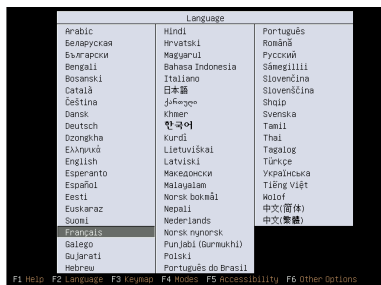 Language
Arabic
Беларуская
Български
Bengali
Bosanski
Català
Čeština
Dansk
Deutsch
Dzongkha
Ελληνικά
English
Esperanto
Español
Eesti
Euskaraz
Suomi
Français
Galego
Gujarati
Hebrew
Hindi
Hrvatski
Magyarul
Bahasa Indonesia
Italiano
日本語
ქართული
Khmer
한국어
Kurdî
Lietuviškai
Latviski
Македонски
Malayalam
Norsk bokmål
Nepali
Nederlands
Norsk nynorsk
Punjabi (Gurmukhi)
Polski
Português do Brasil
Português
Română
Русский
Sámegillii
Slovenčina
Slovenščina
Shqip
Svenska
Tamil
Thai
Tagalog
Türkçe
Українська
Tiếng Việt
Wolof
中文(简体)
中文(繁體)
F1 Help F2 Language F3 Keymap F4 Modes F5 Accessibility F6 Other Options